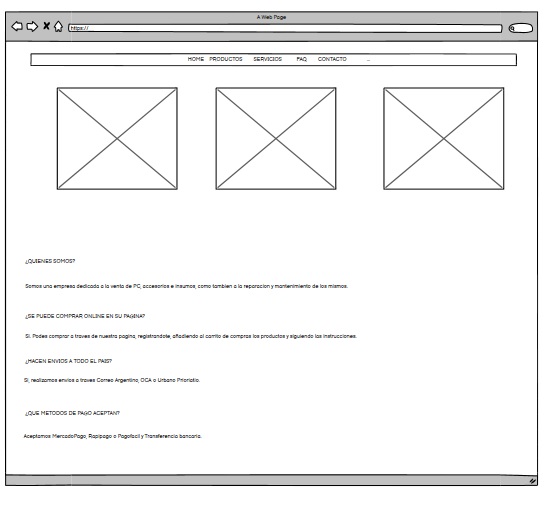 A Web Page
https://
HOME PRODUCTOS SERVICIOS FAQ CONTACTO ...
¿QUIENES SOMOS?
Somos una empresa dedicada a la venta de PC, accesorios e insumos, como tambien a la reparacion y mantenimiento de los mismos.
¿SE PUEDE COMPRAR ONLINE EN SU PAGINA?
Si. Podes comprar a traves de nuestra pagina, registrandote, añadiendo al carrito de compras los productos y siguiendo las instrucciones.
¿HACEN ENVIOS A TODO EL PAIS?
Si, realizamos envios a traves Correo Argentino, OCA o Urbano Prioriatio.
¿QUE METODOS DE PAGO ACEPTAN?
Aceptamos MercadoPago, Rapipago o Pagofacil y Transferencia bancaria.